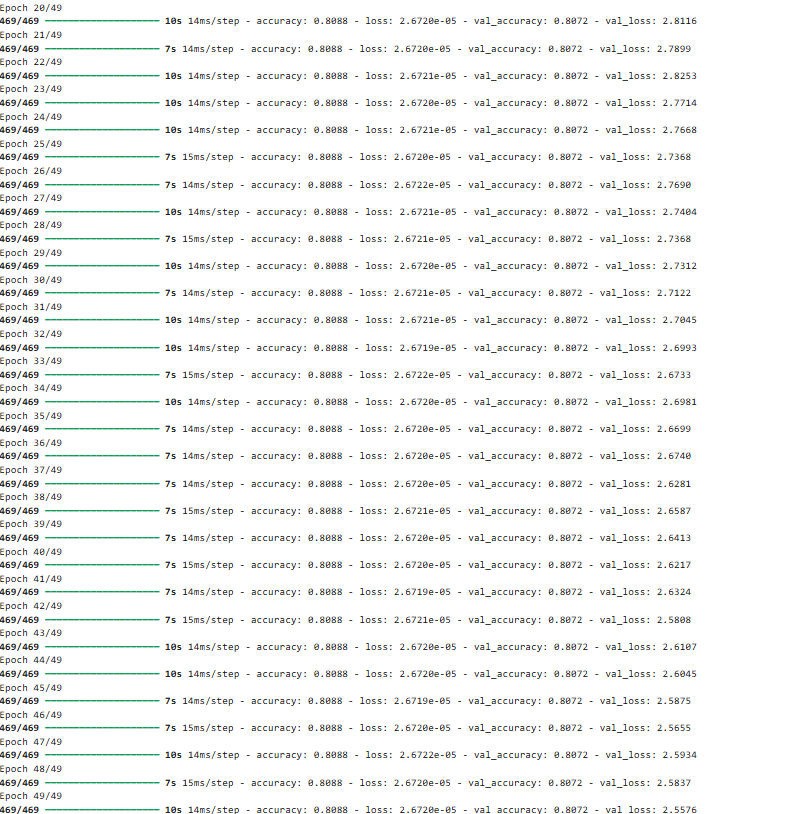 Epoch 20/49
469/469 ━━━━━━━━━━━━━━━━━━━━ 10s 14ms/step - accuracy: 0.8088 - loss: 2.6720e-05 - val_accuracy: 0.8072 - val_loss: 2.8116
Epoch 21/49
469/469 ━━━━━━━━━━━━━━━━━━━━ 7s 14ms/step - accuracy: 0.8088 - loss: 2.6720e-05 - val_accuracy: 0.8072 - val_loss: 2.7899
Epoch 22/49
469/469 ━━━━━━━━━━━━━━━━━━━━ 10s 14ms/step - accuracy: 0.8088 - loss: 2.6721e-05 - val_accuracy: 0.8072 - val_loss: 2.8253
Epoch 23/49
469/469 ━━━━━━━━━━━━━━━━━━━━ 10s 14ms/step - accuracy: 0.8088 - loss: 2.6720e-05 - val_accuracy: 0.8072 - val_loss: 2.7714
Epoch 24/49
469/469 ━━━━━━━━━━━━━━━━━━━━ 10s 14ms/step - accuracy: 0.8088 - loss: 2.6721e-05 - val_accuracy: 0.8072 - val_loss: 2.7668
Epoch 25/49
469/469 ━━━━━━━━━━━━━━━━━━━━ 7s 15ms/step - accuracy: 0.8088 - loss: 2.6720e-05 - val_accuracy: 0.8072 - val_loss: 2.7368
Epoch 26/49
469/469 ━━━━━━━━━━━━━━━━━━━━ 7s 14ms/step - accuracy: 0.8088 - loss: 2.6722e-05 - val_accuracy: 0.8072 - val_loss: 2.7690
Epoch 27/49
469/469 ━━━━━━━━━━━━━━━━━━━━ 10s 14ms/step - accuracy: 0.8088 - loss: 2.6721e-05 - val_accuracy: 0.8072 - val_loss: 2.7404
Epoch 28/49
469/469 ━━━━━━━━━━━━━━━━━━━━ 7s 15ms/step - accuracy: 0.8088 - loss: 2.6721e-05 - val_accuracy: 0.8072 - val_loss: 2.7368
Epoch 29/49
469/469 ━━━━━━━━━━━━━━━━━━━━ 10s 14ms/step - accuracy: 0.8088 - loss: 2.6720e-05 - val_accuracy: 0.8072 - val_loss: 2.7312
Epoch 30/49
469/469 ━━━━━━━━━━━━━━━━━━━━ 7s 14ms/step - accuracy: 0.8088 - loss: 2.6721e-05 - val_accuracy: 0.8072 - val_loss: 2.7122
Epoch 31/49
469/469 ━━━━━━━━━━━━━━━━━━━━ 10s 14ms/step - accuracy: 0.8088 - loss: 2.6721e-05 - val_accuracy: 0.8072 - val_loss: 2.7045
Epoch 32/49
469/469 ━━━━━━━━━━━━━━━━━━━━ 10s 14ms/step - accuracy: 0.8088 - loss: 2.6719e-05 - val_accuracy: 0.8072 - val_loss: 2.6993
Epoch 33/49
469/469 ━━━━━━━━━━━━━━━━━━━━ 7s 15ms/step - accuracy: 0.8088 - loss: 2.6722e-05 - val_accuracy: 0.8072 - val_loss: 2.6733
Epoch 34/49
469/469 ━━━━━━━━━━━━━━━━━━━━ 10s 14ms/step - accuracy: 0.8088 - loss: 2.6720e-05 - val_accuracy: 0.8072 - val_loss: 2.6981
Epoch 35/49
469/469 ━━━━━━━━━━━━━━━━━━━━ 7s 14ms/step - accuracy: 0.8088 - loss: 2.6720e-05 - val_accuracy: 0.8072 - val_loss: 2.6699
Epoch 36/49
469/469 ━━━━━━━━━━━━━━━━━━━━ 7s 14ms/step - accuracy: 0.8088 - loss: 2.6720e-05 - val_accuracy: 0.8072 - val_loss: 2.6740
Epoch 37/49
469/469 ━━━━━━━━━━━━━━━━━━━━ 7s 14ms/step - accuracy: 0.8088 - loss: 2.6720e-05 - val_accuracy: 0.8072 - val_loss: 2.6281
Epoch 38/49
469/469 ━━━━━━━━━━━━━━━━━━━━ 7s 15ms/step - accuracy: 0.8088 - loss: 2.6721e-05 - val_accuracy: 0.8072 - val_loss: 2.6587
Epoch 39/49
469/469 ━━━━━━━━━━━━━━━━━━━━ 7s 14ms/step - accuracy: 0.8088 - loss: 2.6720e-05 - val_accuracy: 0.8072 - val_loss: 2.6413
Epoch 40/49
469/469 ━━━━━━━━━━━━━━━━━━━━ 7s 15ms/step - accuracy: 0.8088 - loss: 2.6720e-05 - val_accuracy: 0.8072 - val_loss: 2.6217
Epoch 41/49
469/469 ━━━━━━━━━━━━━━━━━━━━ 7s 14ms/step - accuracy: 0.8088 - loss: 2.6719e-05 - val_accuracy: 0.8072 - val_loss: 2.6324
Epoch 42/49
469/469 ━━━━━━━━━━━━━━━━━━━━ 7s 15ms/step - accuracy: 0.8088 - loss: 2.6721e-05 - val_accuracy: 0.8072 - val_loss: 2.5808
Epoch 43/49
469/469 ━━━━━━━━━━━━━━━━━━━━ 10s 14ms/step - accuracy: 0.8088 - loss: 2.6720e-05 - val_accuracy: 0.8072 - val_loss: 2.6107
Epoch 44/49
469/469 ━━━━━━━━━━━━━━━━━━━━ 10s 14ms/step - accuracy: 0.8088 - loss: 2.6720e-05 - val_accuracy: 0.8072 - val_loss: 2.6045
Epoch 45/49
469/469 ━━━━━━━━━━━━━━━━━━━━ 7s 14ms/step - accuracy: 0.8088 - loss: 2.6719e-05 - val_accuracy: 0.8072 - val_loss: 2.5875
Epoch 46/49
469/469 ━━━━━━━━━━━━━━━━━━━━ 7s 15ms/step - accuracy: 0.8088 - loss: 2.6720e-05 - val_accuracy: 0.8072 - val_loss: 2.5655
Epoch 47/49
469/469 ━━━━━━━━━━━━━━━━━━━━ 10s 14ms/step - accuracy: 0.8088 - loss: 2.6722e-05 - val_accuracy: 0.8072 - val_loss: 2.5934
Epoch 48/49
469/469 ━━━━━━━━━━━━━━━━━━━━ 7s 15ms/step - accuracy: 0.8088 - loss: 2.6720e-05 - val_accuracy: 0.8072 - val_loss: 2.5837
Epoch 49/49
469/469 ━━━━━━━━━━━━━━━━━━━━ 10s 14ms/step - accuracy: 0.8088 - loss: 2.6720e-05 - val_accuracy: 0.8072 - val_loss: 2.5576